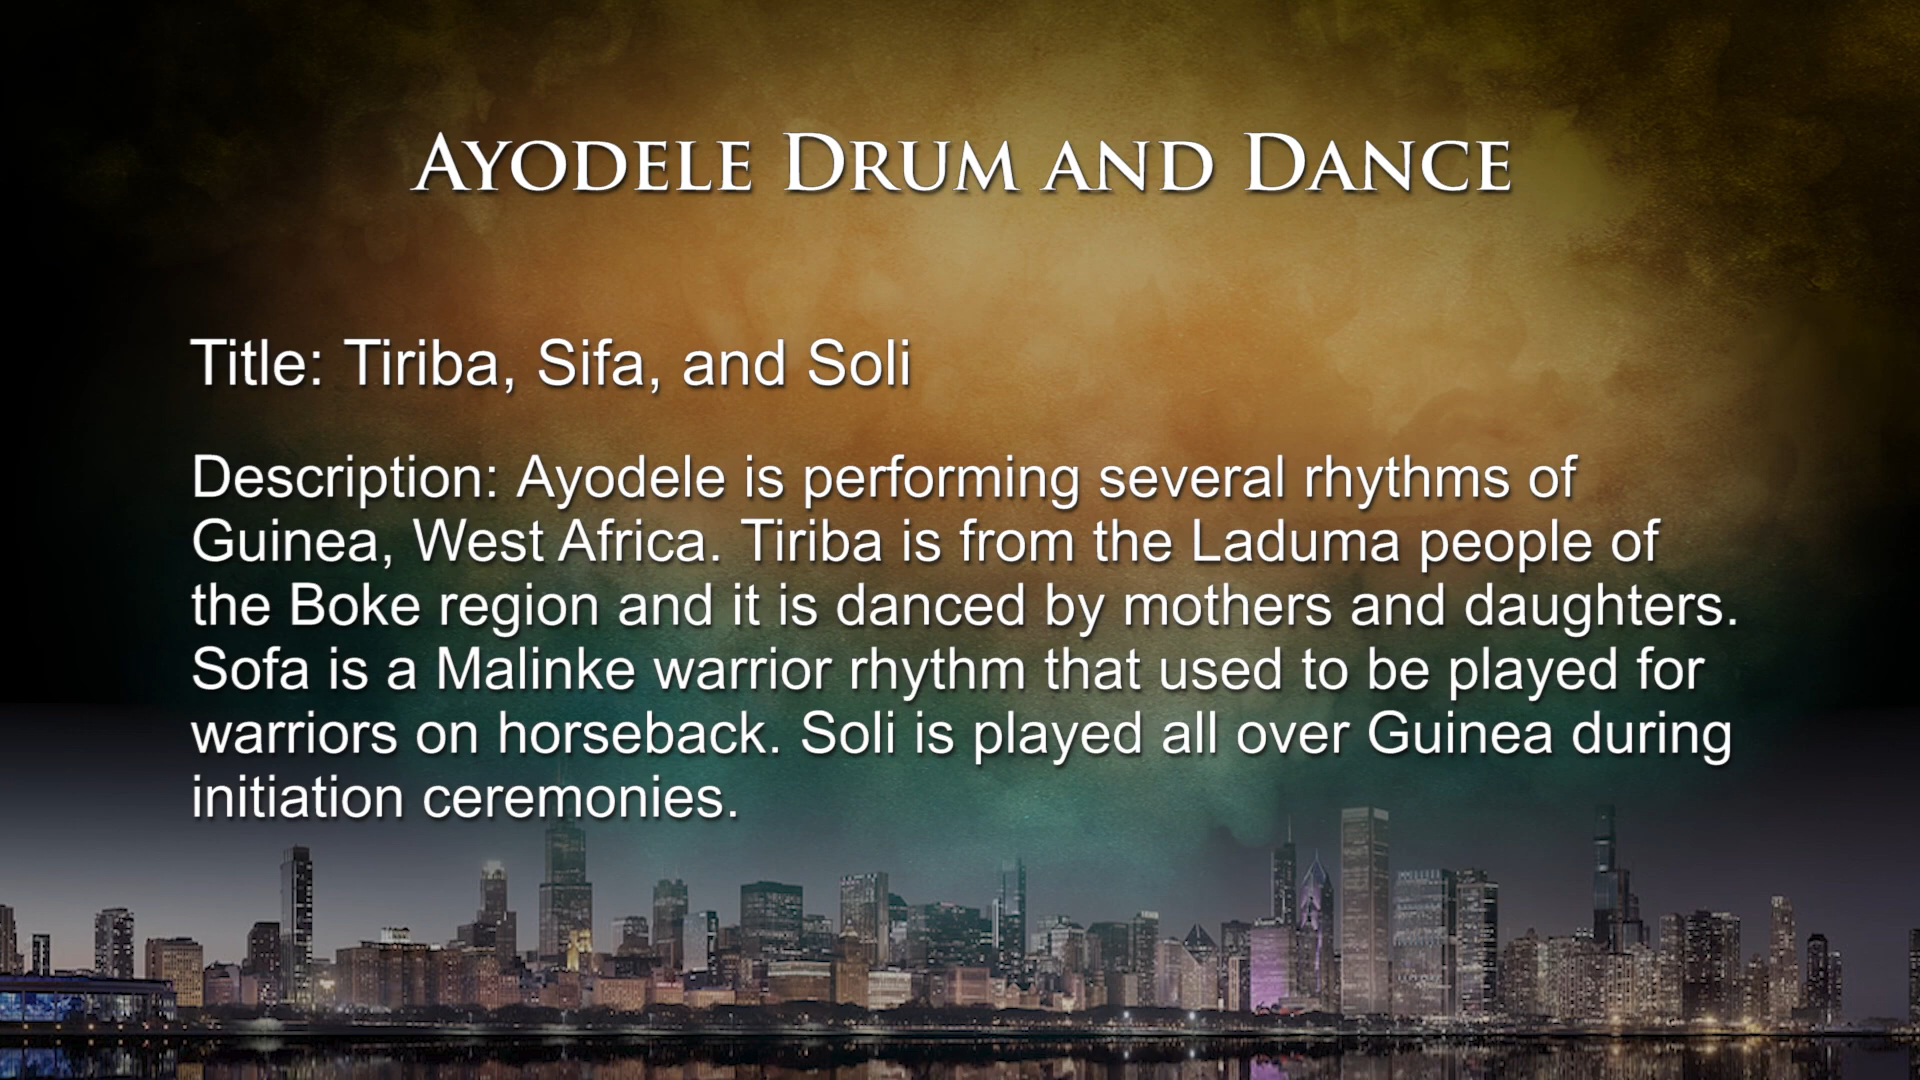 Ayodele Drum and Dance
Title: Tiriba, Sifa, and Soli
Description: Ayodele is performing several rhythms of
Guinea, West Africa. Tiriba is from the Laduma people of
the Boke region and it is danced by mothers and daughters.
Sofa is a Malinke warrior rhythm that used to be played for
warriors on horseback. Soli is played all over Guinea during
initiation ceremonies.